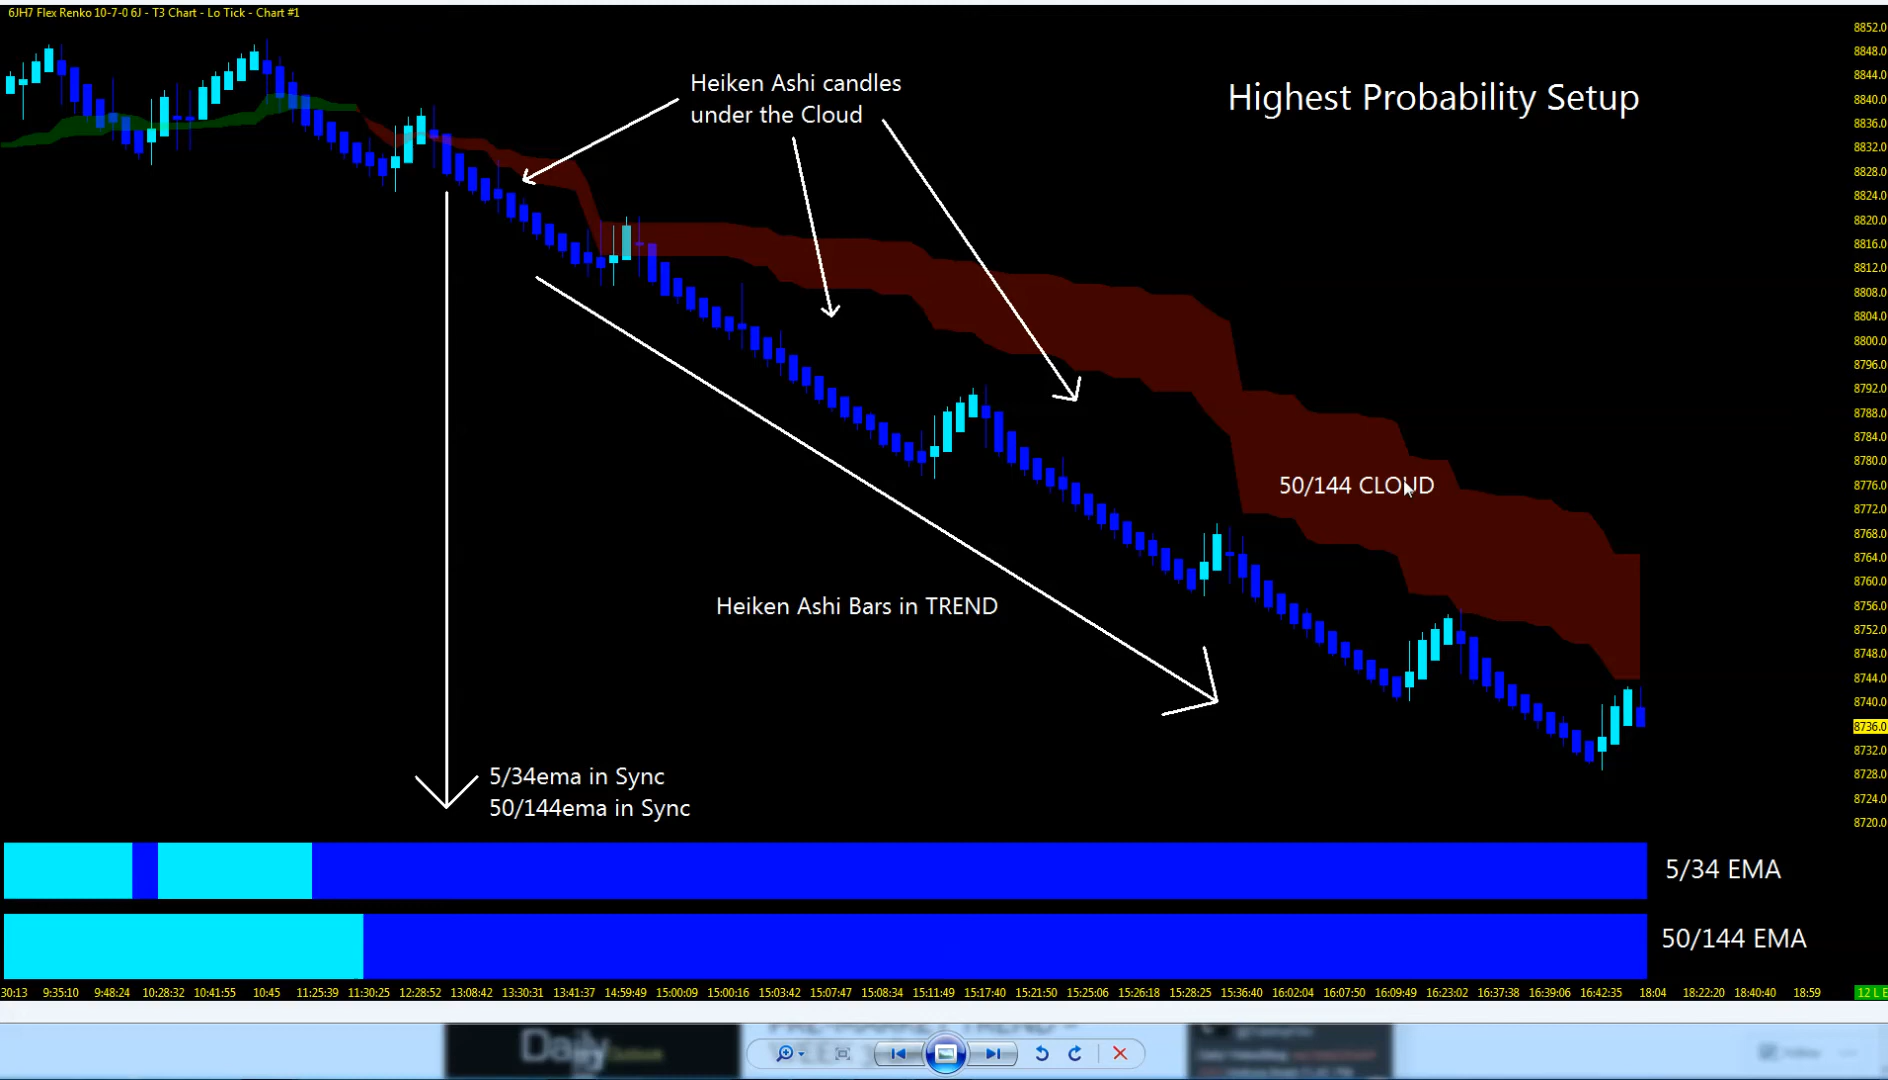 6JH7 Flex Renko 10-7-0 6J - T3 Chart - Lo Tick - Chart #1
Heiken Ashi candles
under the Cloud
Highest Probability Setup
50/144 CLOUD
Heiken Ashi Bars in TREND
5/34ema in Sync
50/144ema in Sync
5/34 EMA
50/144 EMA
8852.0
8848.0
8844.0
8840.0
8836.0
8832.0
8828.0
8824.0
8820.0
8816.0
8812.0
8808.0
8804.0
8800.0
8796.0
8792.0
8788.0
8784.0
8780.0
8776.0
8772.0
8768.0
8764.0
8760.0
8756.0
8752.0
8748.0
8744.0
8740.0
8736.0
8732.0
8728.0
8724.0
8720.0
30:13 9:35:10 9:48:24 10:28:32 10:41:55 10:45 11:25:39 11:30:25 12:28:52 13:08:42 13:30:31 13:41:37 14:59:49 15:00:09 15:00:16 15:03:42 15:07:47 15:08:34 15:11:49 15:17:40 15:21:50 15:25:06 15:26:18 15:28:25 15:36:40 16:02:04 16:07:50 16:09:49 16:23:02 16:37:38 16:39:06 16:42:35 18:04 18:22:20 18:40:40 18:59
12 L E
Daily